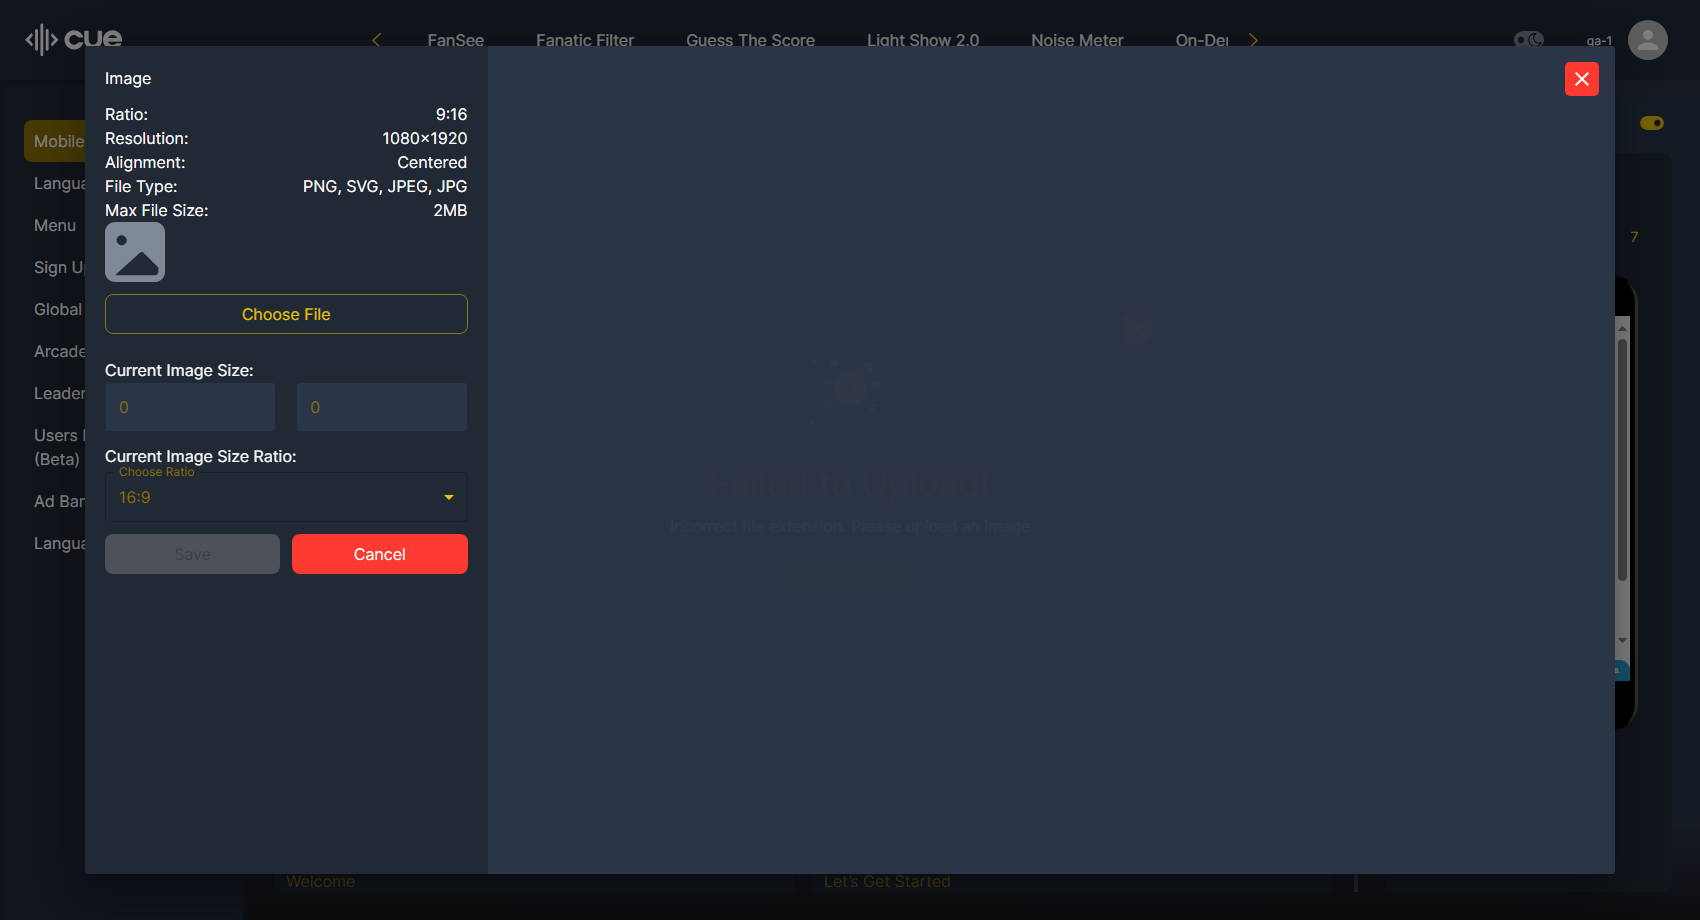 cue
FanSee
Fanatic Filter
Guess The Score
Light Show 2.0
Noise Meter
On-De
qa-1
Mobile
Langua
Menu
Sign U
Global
Arcade
Leader
Users
(Beta)
Ad Ban
Langua
Image
Ratio: 9:16
Resolution: 1080×1920
Alignment: Centered
File Type: PNG, SVG, JPEG, JPG
Max File Size: 2MB
Choose File
Current Image Size:
0 0
Current Image Size Ratio:
Choose Ratio
16:9
Save Cancel
Failed to Upload!
Incorrect file extension. Please upload an image
7
Welcome
Let's Get Started